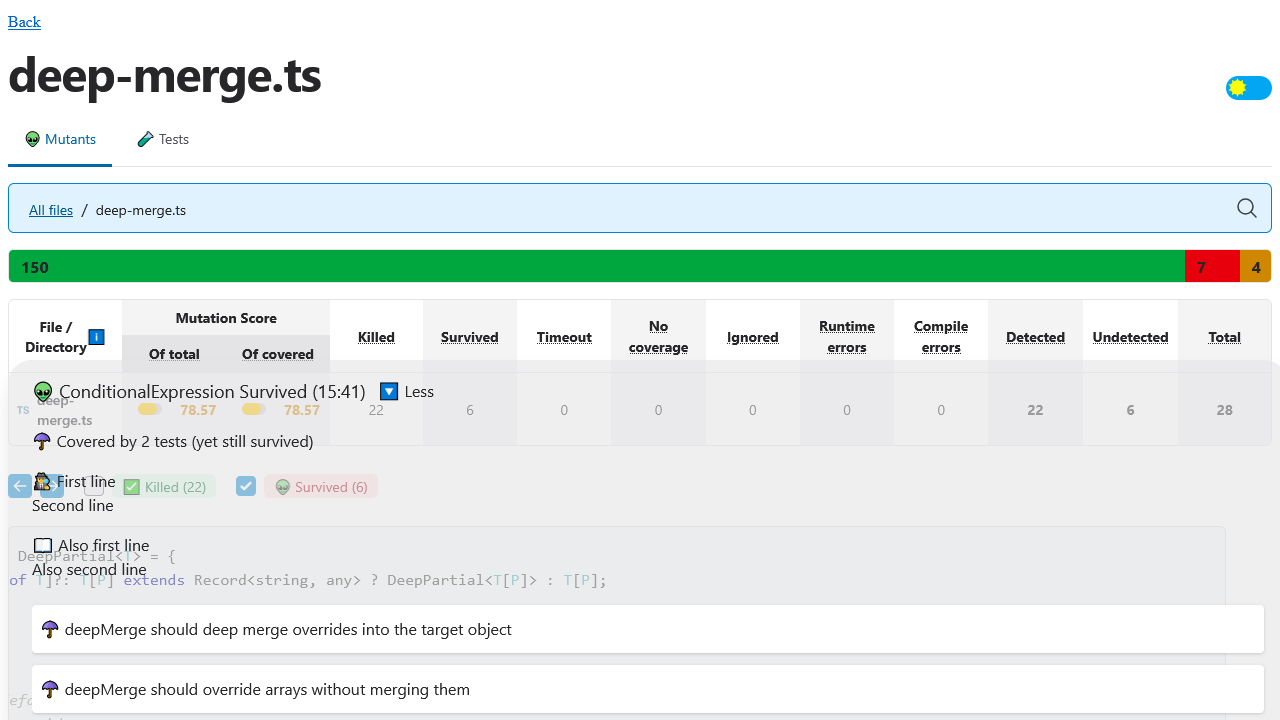 Back
deep-merge.ts
Mutants
Tests
All files / deep-merge.ts
150
7
4
File / Directory
Mutation Score
Of total
Of covered
Killed
Survived
Timeout
No coverage
Ignored
Runtime errors
Compile errors
Detected
Undetected
Total
ConditionalExpression Survived (15:41) Less
TS deep-merge.ts 78.57 78.57 22 6 0 0 0 0 0 22 6 28
Covered by 2 tests (yet still survived)
First line
Second line
Killed (22)
Survived (6)
Also first line
Also second line
DeepPartial<T> = {
of T]?: T[P] extends Record<string, any> ? DeepPartial<T[P]> : T[P];
deepMerge should deep merge overrides into the target object
deepMerge should override arrays without merging them